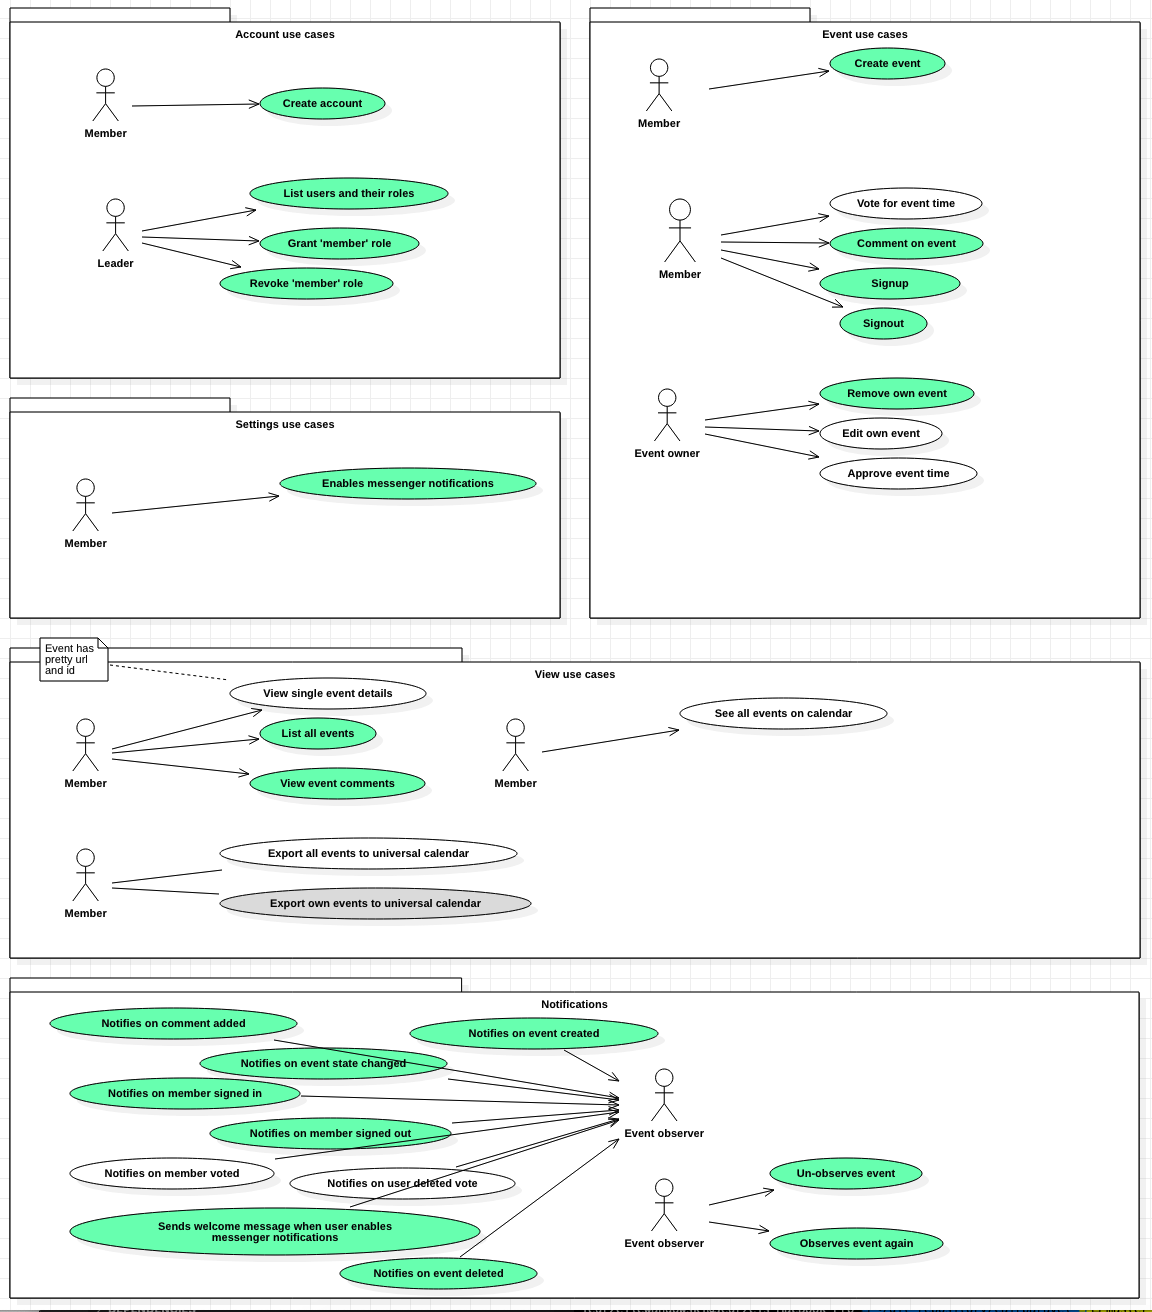 Account use cases
Member
Create account
Leader
List users and their roles
Grant 'member' role
Revoke 'member' role
Event use cases
Member
Create event
Member
Vote for event time
Comment on event
Signup
Signout
Event owner
Remove own event
Edit own event
Approve event time
Settings use cases
Member
Enables messenger notifications
View use cases
Event has
pretty url
and id
Member
View single event details
List all events
View event comments
Member
See all events on calendar
Member
Export all events to universal calendar
Export own events to universal calendar
Notifications
Notifies on comment added
Notifies on event created
Notifies on event state changed
Notifies on member signed in
Notifies on member signed out
Notifies on member voted
Notifies on user deleted vote
Sends welcome message when user enables
messenger notifications
Notifies on event deleted
Event observer
Event observer
Un-observes event
Observes event again